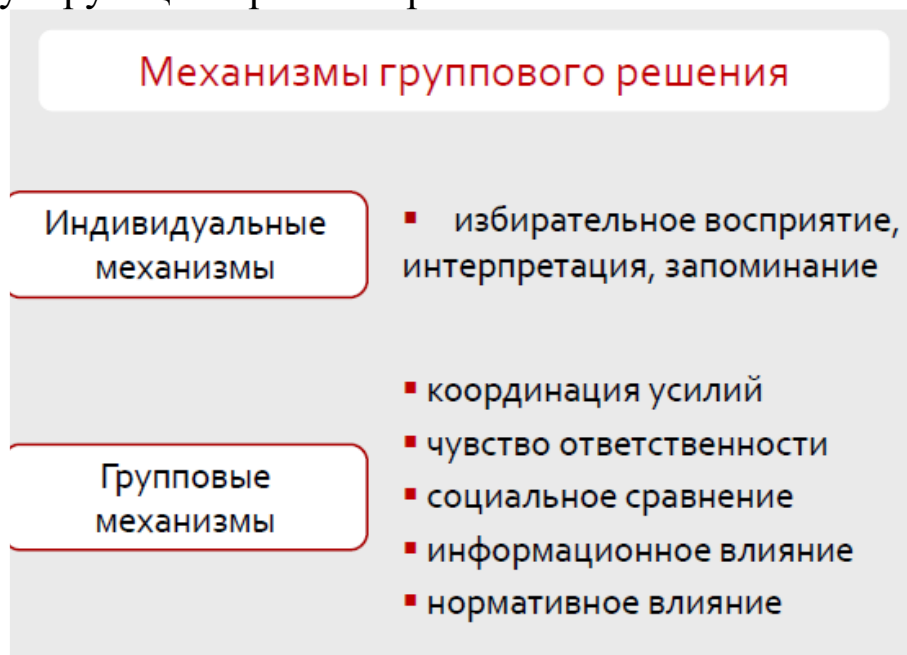 Механизмы группового решения
Индивидуальные
механизмы
▪ избирательное восприятие,
интерпретация, запоминание
Групповые
механизмы
▪ координация усилий
▪ чувство ответственности
▪ социальное сравнение
▪ информационное влияние
▪ нормативное влияние